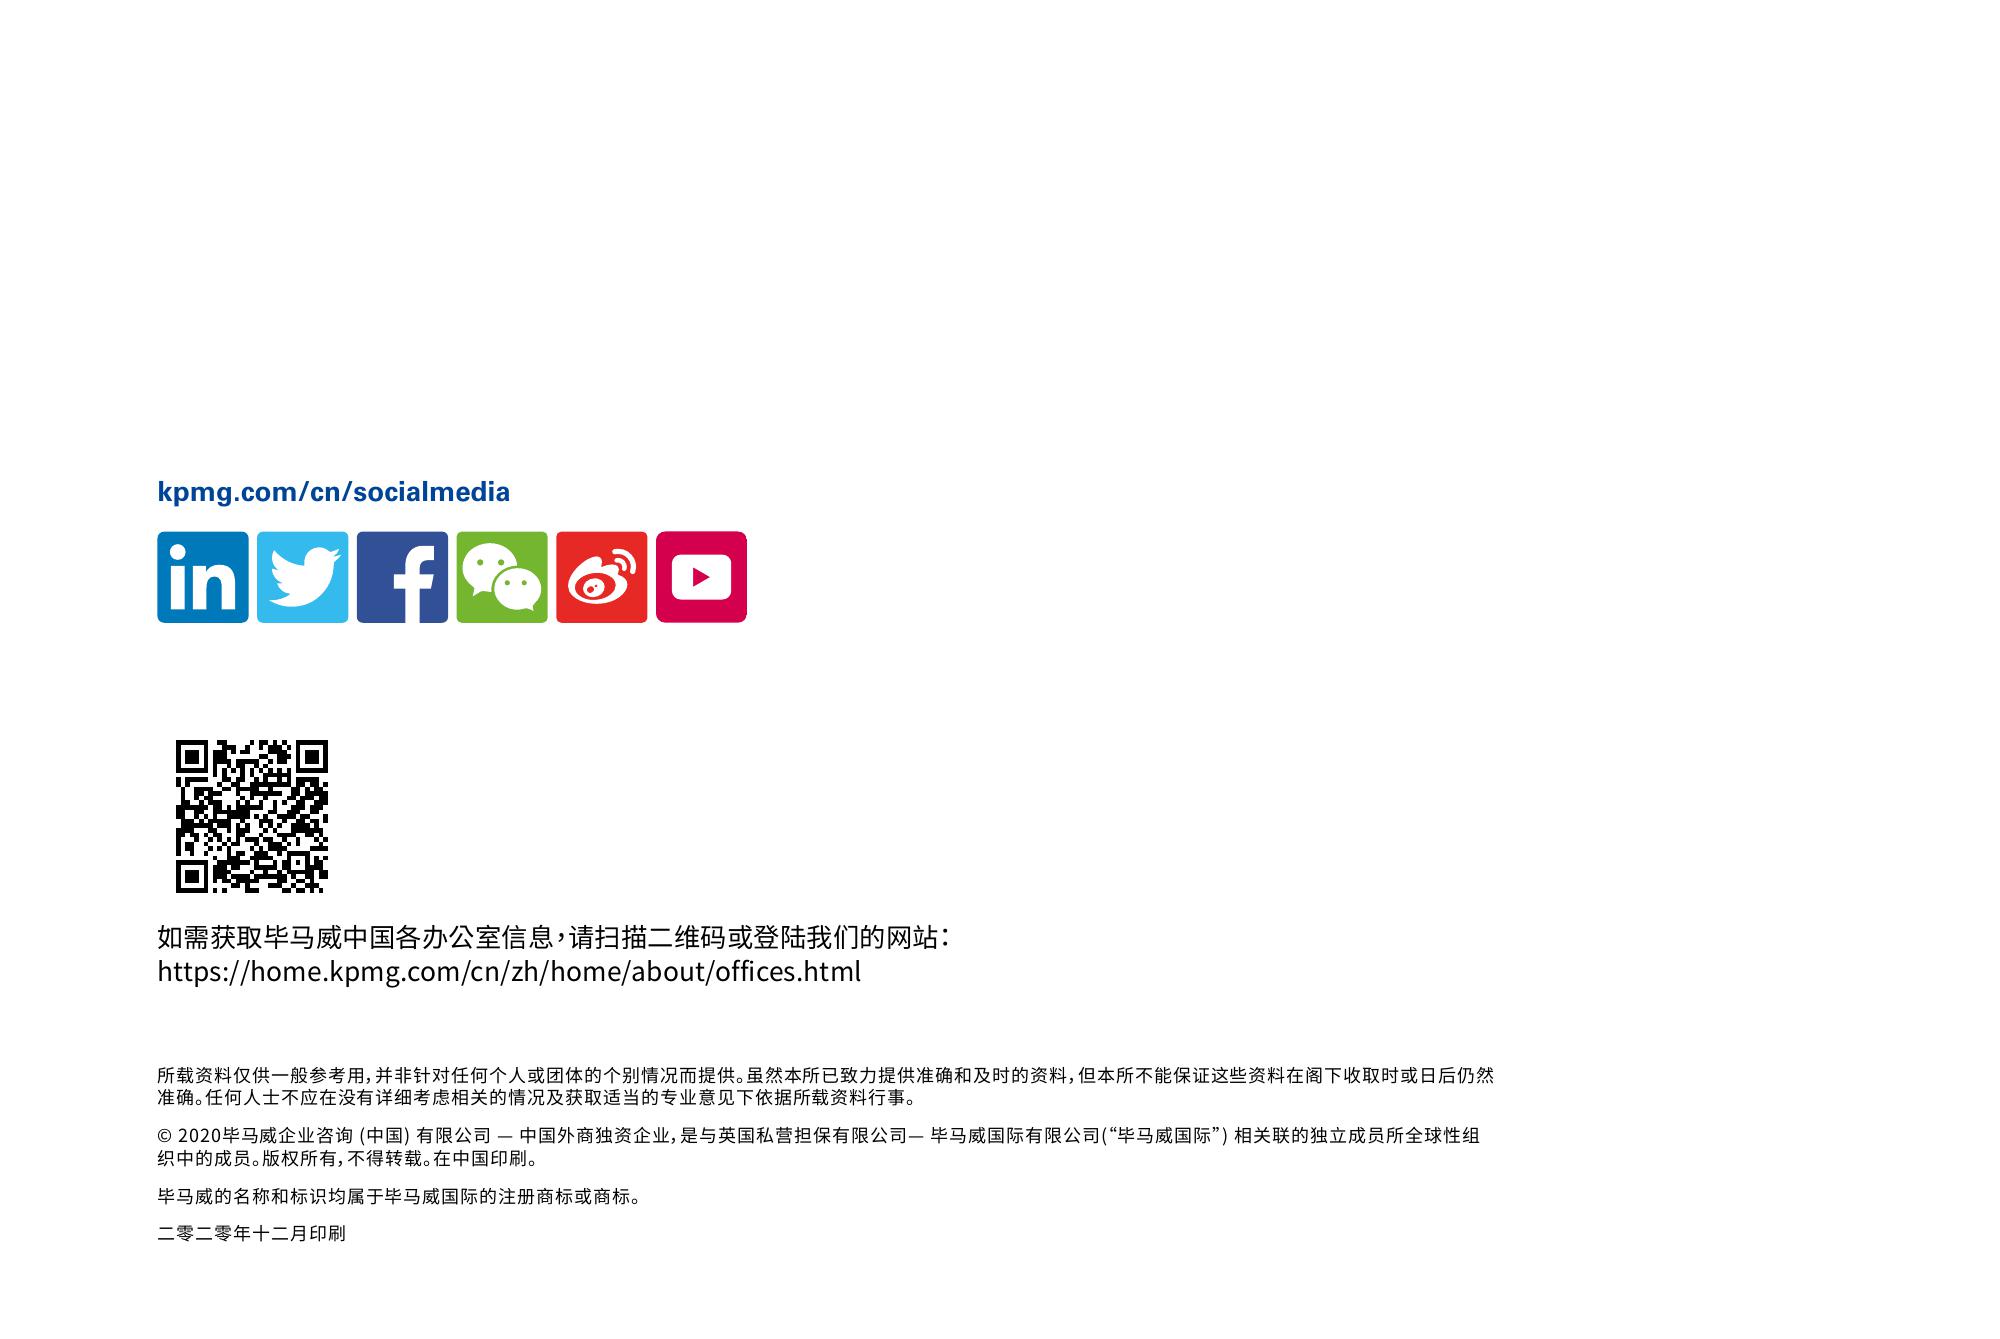 kpmg.com/cn/socialmedia
in
f
如需获取毕马威中国各办公室信息，请扫描二维码或登陆我们的网站：
https://home.kpmg.com/cn/zh/home/about/offices.html
所载资料仅供一般参考用，并非针对任何个人或团体的个别情况而提供。虽然本所已致力提供准确和及时的资料，但本所不能保证这些资料在阁下收取时或日后仍然
准确。任何人士不应在没有详细考虑相关的情况及获取适当的专业意见下依据所载资料行事。
© 2020毕马威企业咨询 (中国) 有限公司 — 中国外商独资企业，是与英国私营担保有限公司— 毕马威国际有限公司(“毕马威国际”) 相关联的独立成员所全球性组
织中的成员。版权所有，不得转载。在中国印刷。
毕马威的名称和标识均属于毕马威国际的注册商标或商标。
二零二零年十二月印刷